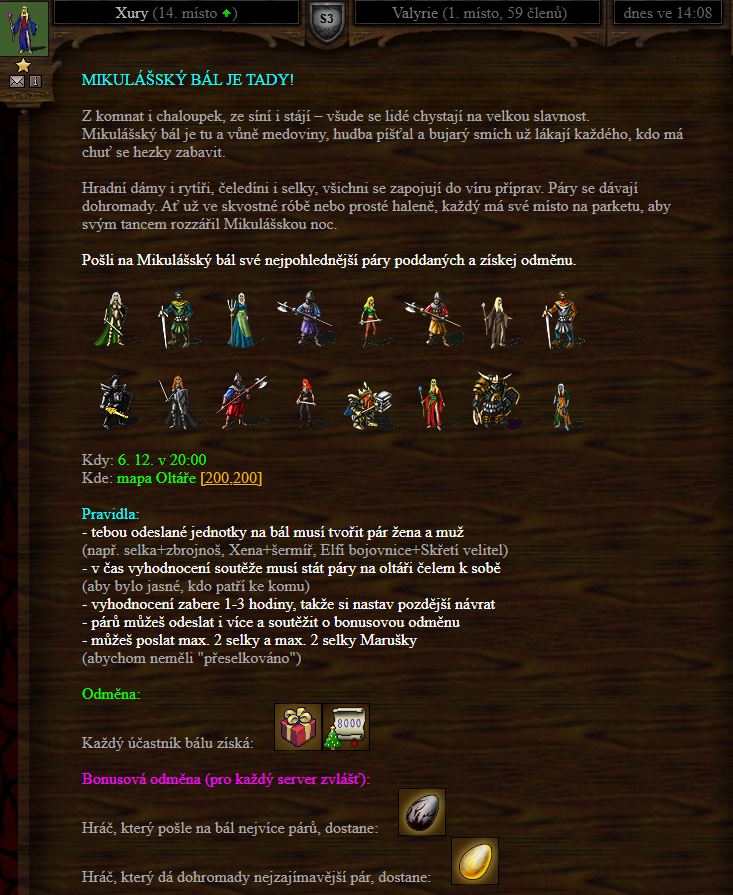 Xury (14. místo ) S3 Valyrie (1. místo, 59 členů) dnes ve 14:08
MIKULÁŠSKÝ BÁL JE TADY!
Z komnat i chaloupek, ze síní i stájí – všude se lidé chystají na velkou slavnost.
Mikulášský bál je tu a vůně medoviny, hudba píšťal a bujarý smích už lákají každého, kdo má
chuť se hezky zabavit.
Hradní dámy i rytíři, čeledíni i selky, všichni se zapojují do víru příprav. Páry se dávají
dohromady. Ať už ve skvostné róbě nebo prosté haleně, každý má své místo na parketu, aby
svým tancem rozzářil Mikulášskou noc.
Pošli na Mikulášský bál své nejpohlednější páry poddaných a získej odměnu.
Kdy: 6. 12. v 20:00
Kde: mapa Oltáře [200,200]
Pravidla:
- tebou odeslané jednotky na bál musí tvořit pár žena a muž
(např. selka+zbrojnoš, Xena+šermíř, Elfí bojovnice+Skřetí velitel)
- v čas vyhodnocení soutěže musí stát páry na oltáři čelem k sobě
(aby bylo jasné, kdo patří ke komu)
- vyhodnocení zabere 1-3 hodiny, takže si nastav pozdější návrat
- párů můžeš odeslat i více a soutěžit o bonusovou odměnu
- můžeš poslat max. 2 selky a max. 2 selky Marušky
(abychom neměli "přeselkováno")
Odměna:
8000
Každý účastník bálu získá:
Bonusová odměna (pro každý server zvlášť):
Hráč, který pošle na bál nejvíce párů, dostane:
Hráč, který dá dohromady nejzajímavější pár, dostane: